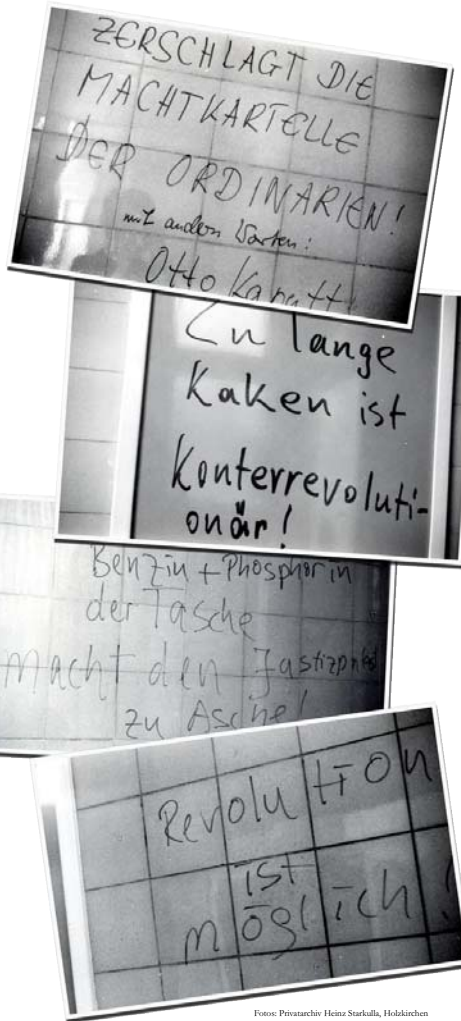 ZERSCHLAGT DIE
MACHTKARTELLE
DER ORDINARIEN!
mit andern Worten:
Otto
Zu lange
Kaken ist
Konterrevoluti-
onär!
Benzin + Phosphor in
der Tasche
macht den
zu Asche!
Revolution
ist
möglich!
Fotos: Privatarchiv Heinz Starkulla, Holzkirchen